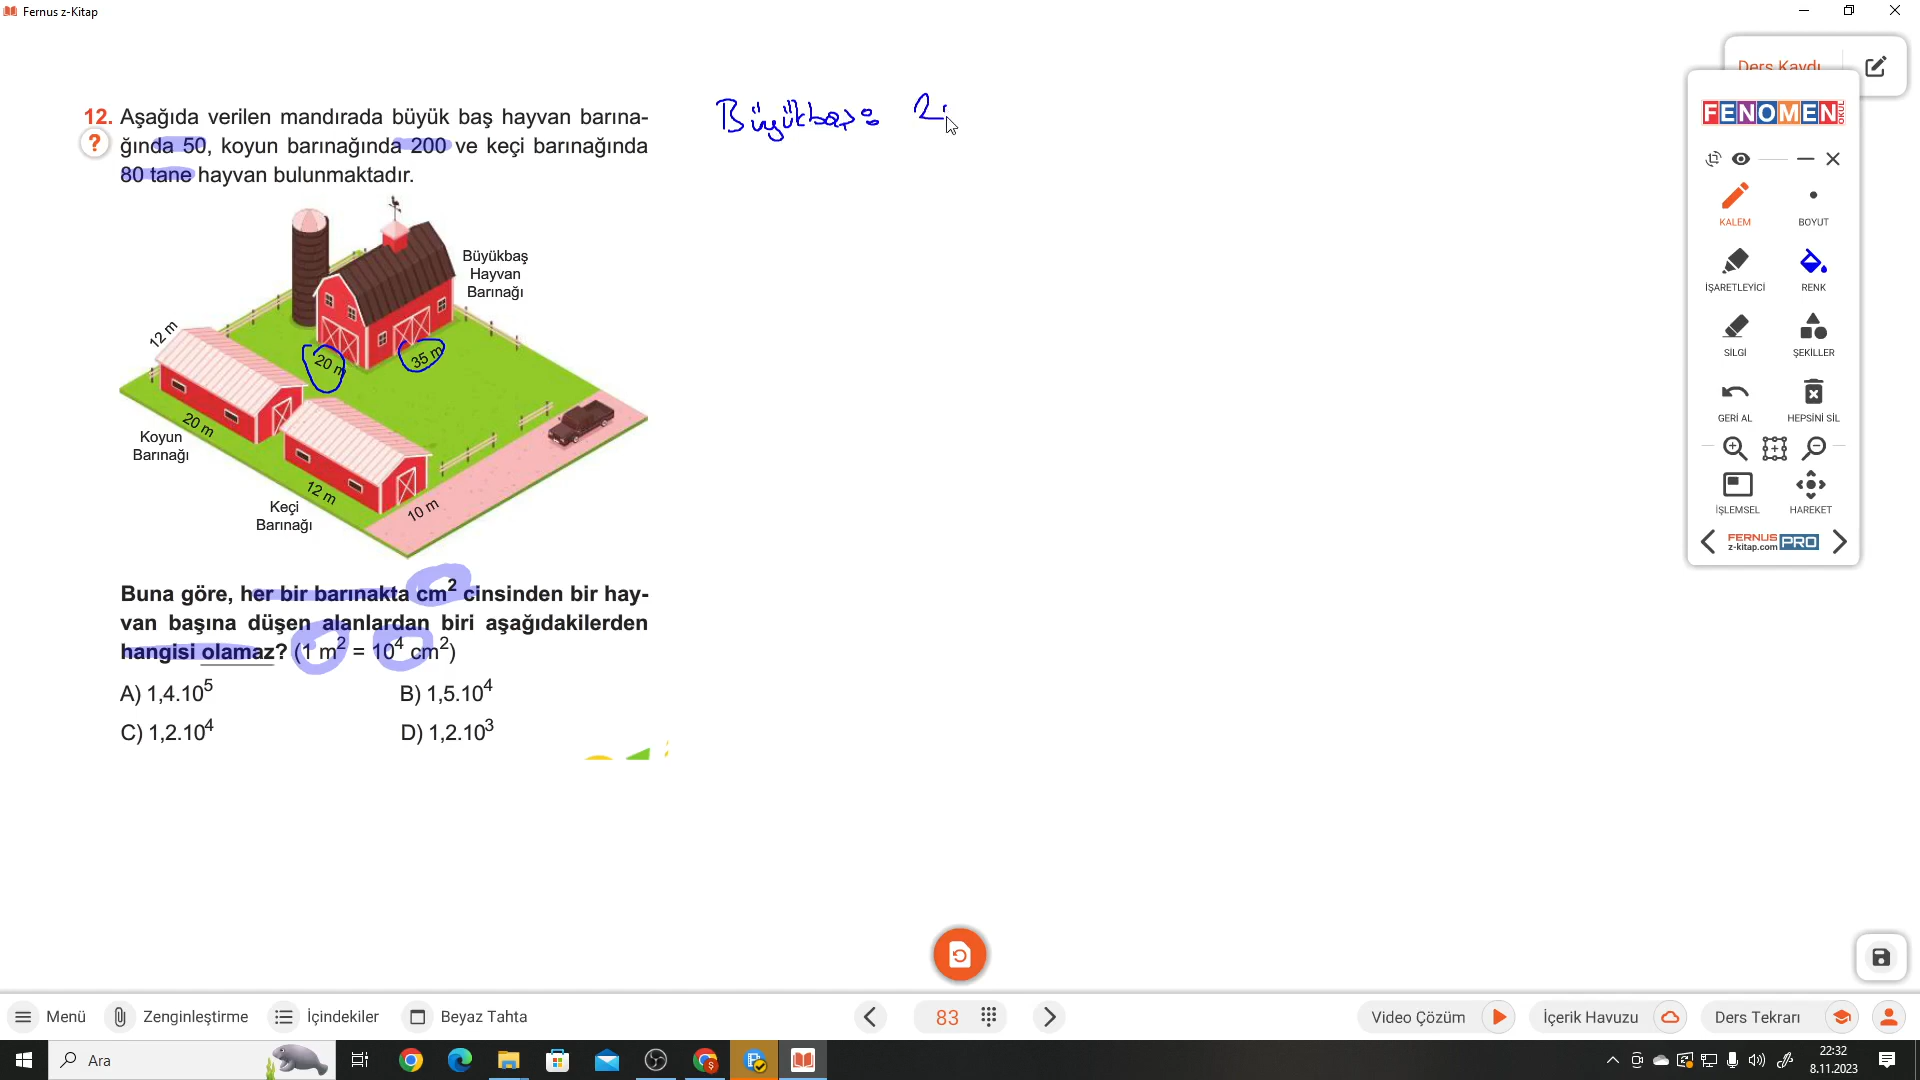 Fernus z-Kitap
Ders Kaydı
12. Aşağıda verilen mandırada büyük baş hayvan barına-
ğında 50, koyun barınağında 200 ve keçi barınağında
80 tane hayvan bulunmaktadır.
?
Büyükbaş: 2
Büyükbaş
Hayvan
Barınağı
12 m
20 m
35 m
20 m
Koyun
Barınağı
12 m
10 m
Keçi
Barınağı
Buna göre, her bir barınakta cm² cinsinden bir hay-
van başına düşen alanlardan biri aşağıdakilerden
hangisi olamaz? (1 m² = 10⁴ cm²)
A) 1,4.10⁵ B) 1,5.10⁴
C) 1,2.10⁴ D) 1,2.10³
FENOMEN OKUL
KALEM BOYUT
İŞARETLEYİCİ RENK
SİLGİ ŞEKİLLER
GERİ AL HEPSİNİ SİL
İŞLEMSEL HAREKET
FERNUS PRO
z-kitap.com
Menü Zenginleştirme İçindekiler Beyaz Tahta 83 Video Çözüm İçerik Havuzu Ders Tekrarı
Ara
22:32
8.11.2023